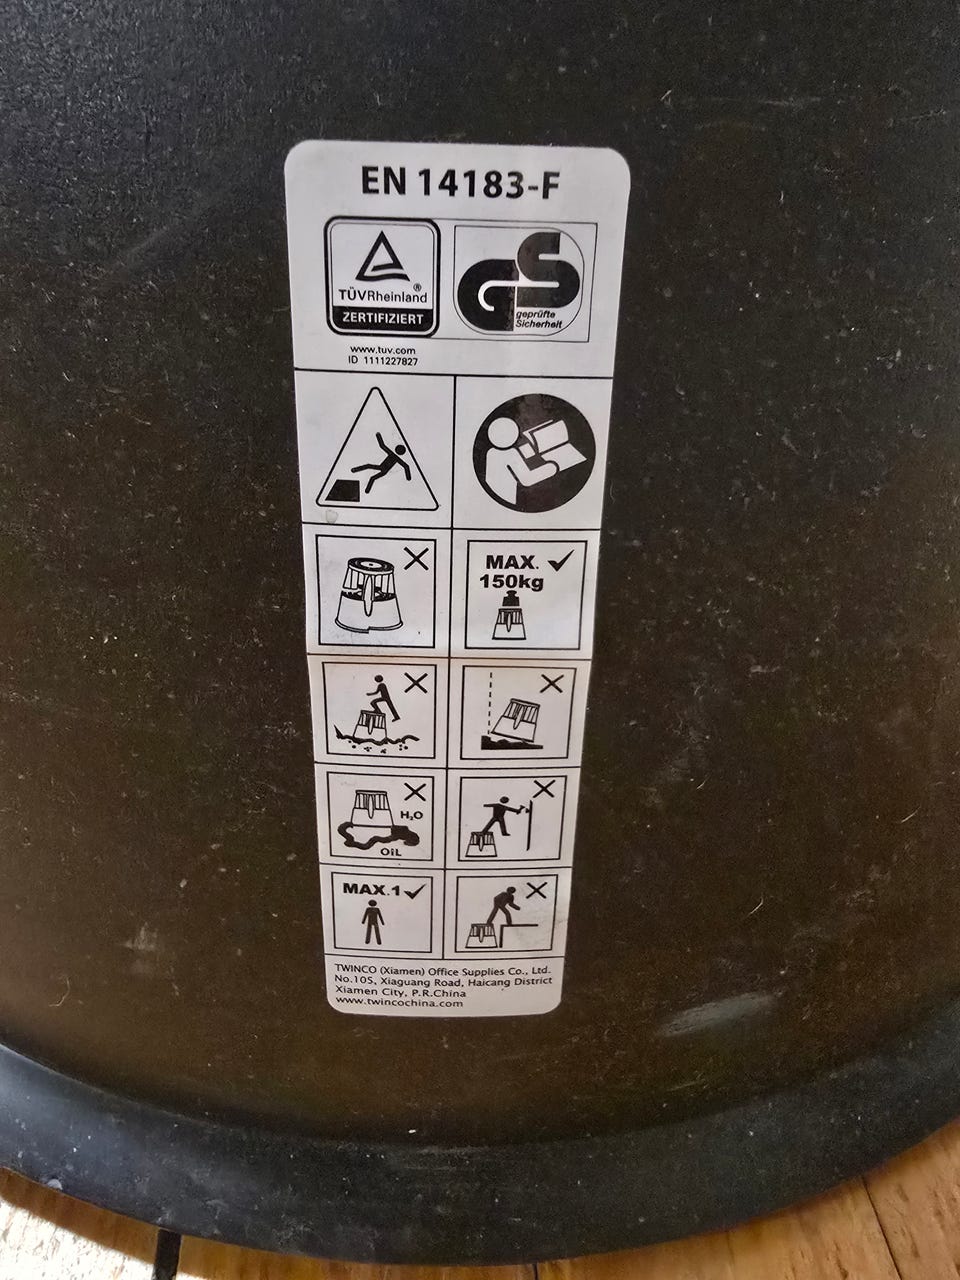 EN 14183-F
TÜVRheinland®
ZERTIFIZIERT
GS
geprüfte
Sicherheit
www.tuv.com
ID 1111227827
MAX.
150kg
H₂O
OiL
MAX.1
TWINCO (Xiamen) Office Supplies Co., Ltd.
No.105, Xiaguang Road, Haicang District
Xiamen City, P.R.China
www.twincochina.com